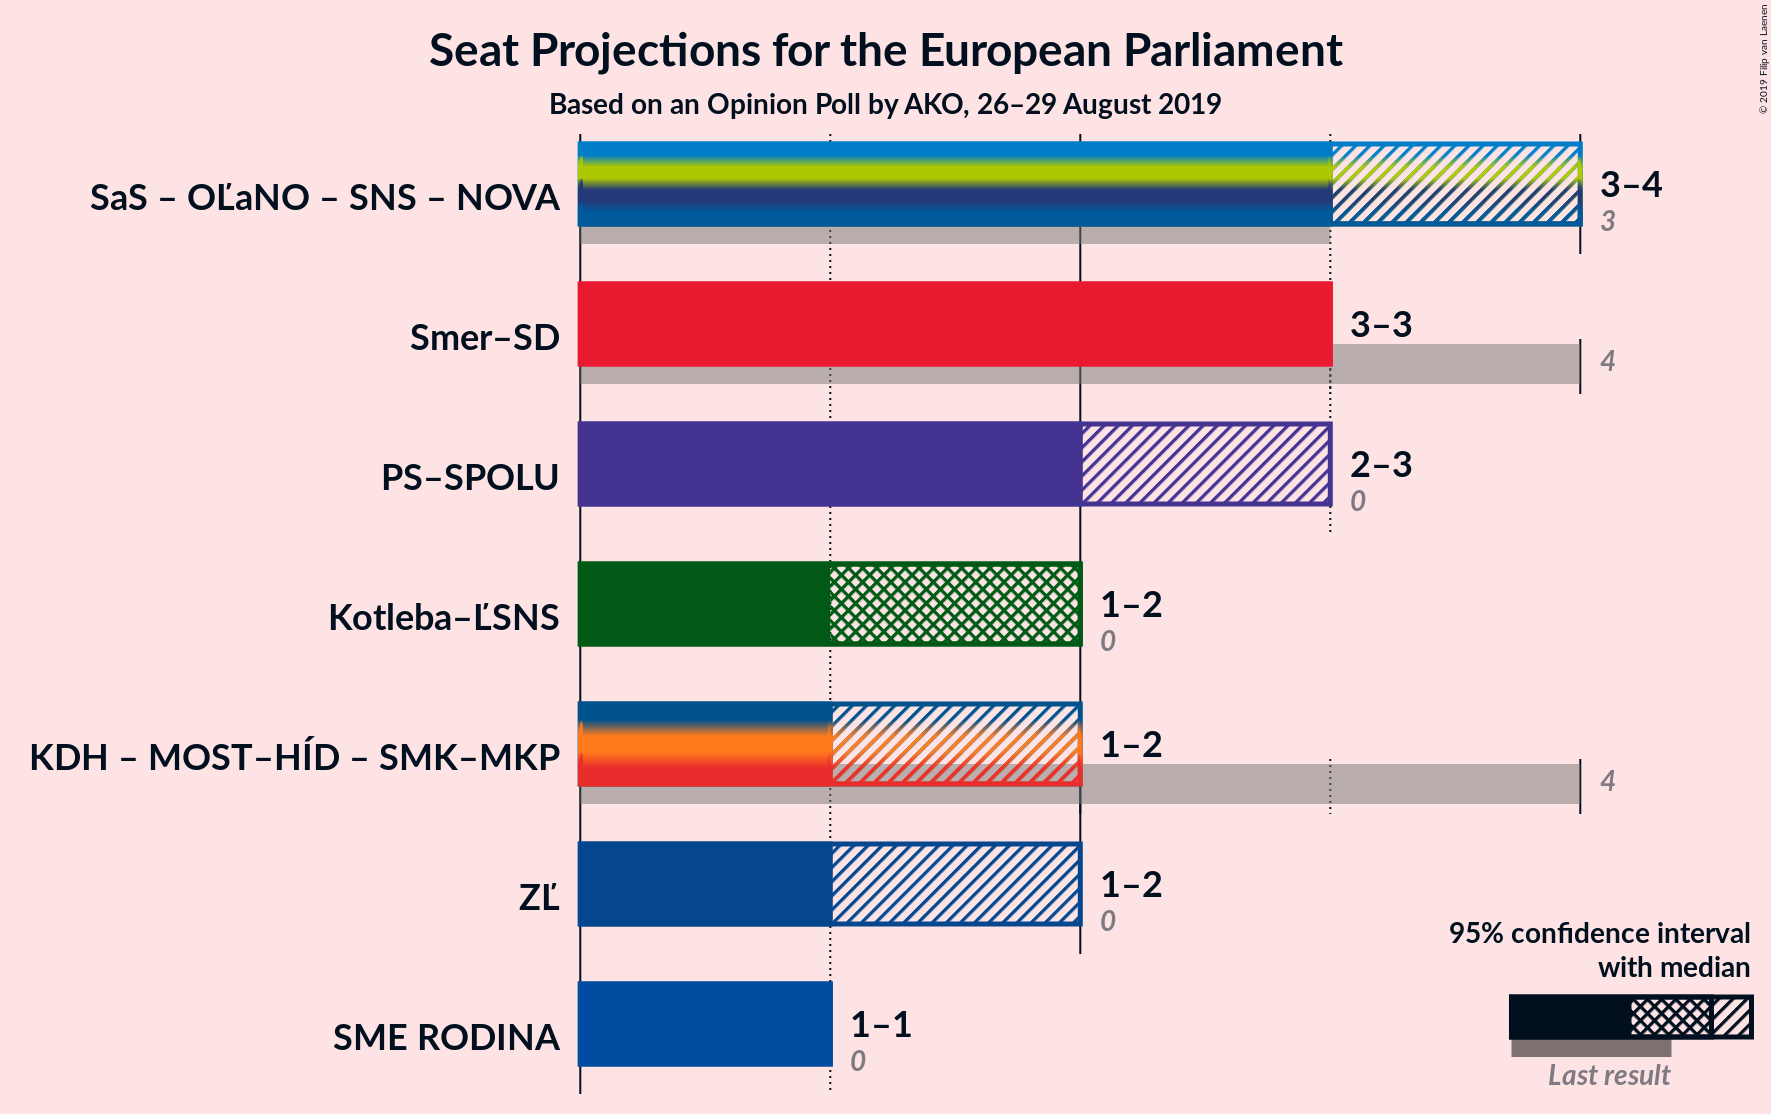 Seat Projections for the European Parliament
Based on an Opinion Poll by AKO, 26–29 August 2019
© 2019 Filip van Laenen
SaS – OĽaNO – SNS – NOVA
3–4
3
Smer–SD
3–3
4
PS–SPOLU
2–3
0
Kotleba–ĽSNS
1–2
0
KDH – MOST–HÍD – SMK–MKP
1–2
4
ZĽ
1–2
0
SME RODINA
1–1
0
95% confidence interval
with median
Last result